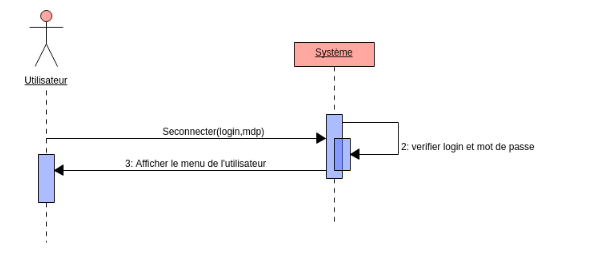 Système
Utilisateur
Seconnecter(login,mdp)
2: verifier login et mot de passe
3: Afficher le menu de l'utilisateur